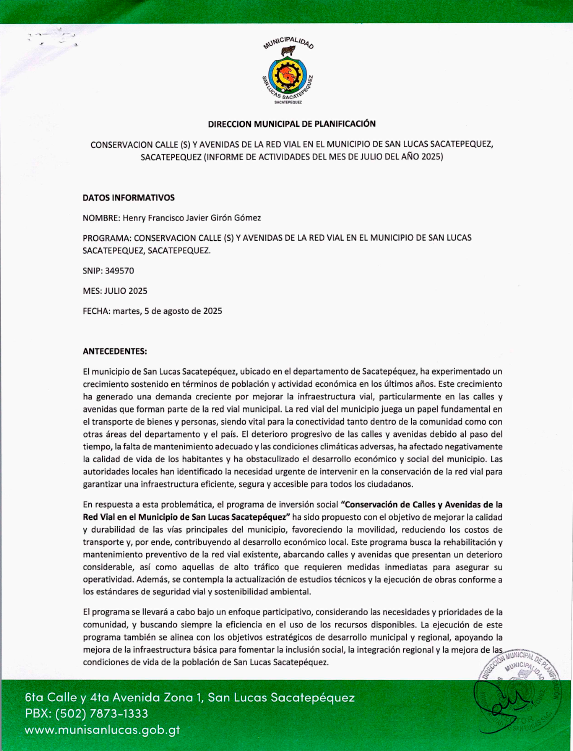 MUNICIPALIDAD
SAN LUCAS SACATEPEQUEZ
SACATEPEQUEZ
DIRECCION MUNICIPAL DE PLANIFICACIÓN
CONSERVACION CALLE (S) Y AVENIDAS DE LA RED VIAL EN EL MUNICIPIO DE SAN LUCAS SACATEPEQUEZ,
SACATEPEQUEZ (INFORME DE ACTIVIDADES DEL MES DE JULIO DEL AÑO 2025)
DATOS INFORMATIVOS
NOMBRE: Henry Francisco Javier Girón Gómez
PROGRAMA: CONSERVACION CALLE (S) Y AVENIDAS DE LA RED VIAL EN EL MUNICIPIO DE SAN LUCAS
SACATEPEQUEZ, SACATEPEQUEZ.
SNIP: 349570
MES: JULIO 2025
FECHA: martes, 5 de agosto de 2025
ANTECEDENTES:
El municipio de San Lucas Sacatepéquez, ubicado en el departamento de Sacatepéquez, ha experimentado un
crecimiento sostenido en términos de población y actividad económica en los últimos años. Este crecimiento
ha generado una demanda creciente por mejorar la infraestructura vial, particularmente en las calles y
avenidas que forman parte de la red vial municipal. La red vial del municipio juega un papel fundamental en
el transporte de bienes y personas, siendo vital para la conectividad tanto dentro de la comunidad como con
otras áreas del departamento y el país. El deterioro progresivo de las calles y avenidas debido al paso del
tiempo, la falta de mantenimiento adecuado y las condiciones climáticas adversas, ha afectado negativamente
la calidad de vida de los habitantes y ha obstaculizado el desarrollo económico y social del municipio. Las
autoridades locales han identificado la necesidad urgente de intervenir en la conservación de la red vial para
garantizar una infraestructura eficiente, segura y accesible para todos los ciudadanos.
En respuesta a esta problemática, el programa de inversión social "Conservación de Calles y Avenidas de la
Red Vial en el Municipio de San Lucas Sacatepéquez" ha sido propuesto con el objetivo de mejorar la calidad
y durabilidad de las vías principales del municipio, favoreciendo la movilidad, reduciendo los costos de
transporte y, por ende, contribuyendo al desarrollo económico local. Este programa busca la rehabilitación y
mantenimiento preventivo de la red vial existente, abarcando calles y avenidas que presentan un deterioro
considerable, así como aquellas de alto tráfico que requieren medidas inmediatas para asegurar su
operatividad. Además, se contempla la actualización de estudios técnicos y la ejecución de obras conforme a
los estándares de seguridad vial y sostenibilidad ambiental.
El programa se llevará a cabo bajo un enfoque participativo, considerando las necesidades y prioridades de la
comunidad, y buscando siempre la eficiencia en el uso de los recursos disponibles. La ejecución de este
programa también se alinea con los objetivos estratégicos de desarrollo municipal y regional, apoyando la
mejora de la infraestructura básica para fomentar la inclusión social, la integración regional y la mejora de las
condiciones de vida de la población de San Lucas Sacatepéquez.
DIRECCIÓN MUNICIPAL DE
MUNICIPAL
6ta Calle y 4ta Avenida Zona 1, San Lucas Sacatepéquez
PBX: (502) 7873-1333
www.munisanlucas.gob.gt